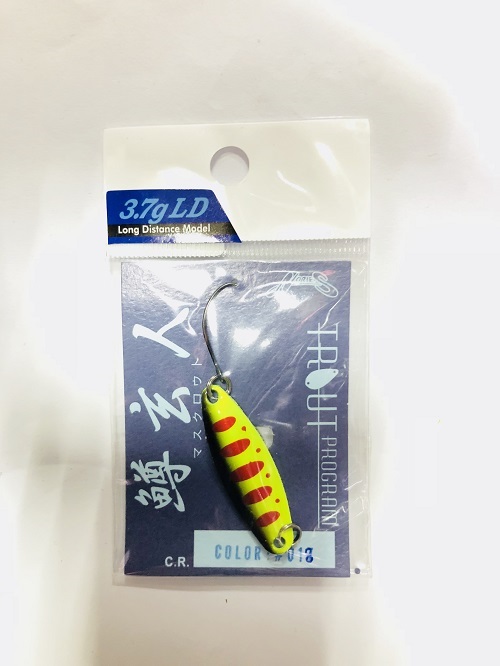 3.7g LD
Long Distance Model
TROUT PROGRAM
鱒玄人
マスクロウト
C.R.
COLOR #018